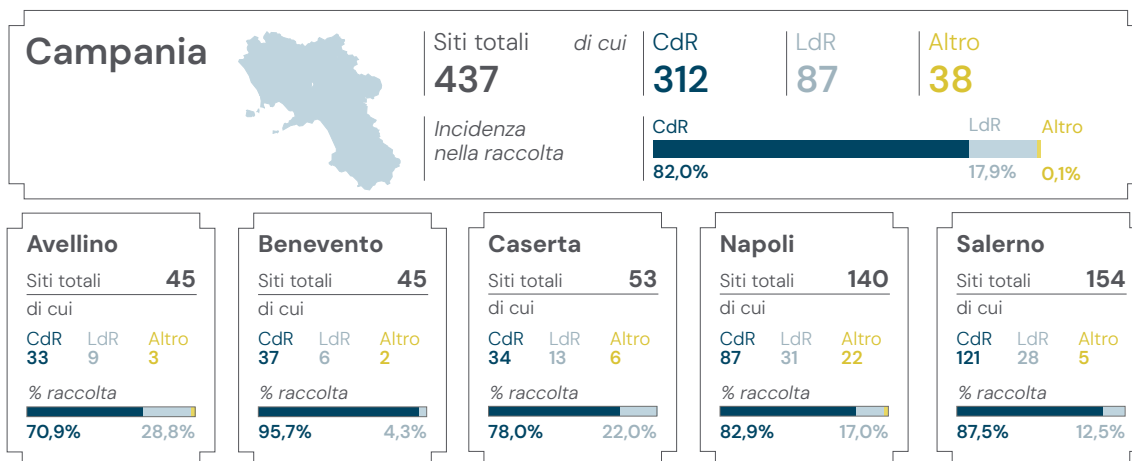 Campania
Siti totali di cui CdR LdR Altro
437 312 87 38
Incidenza
nella raccolta
CdR LdR Altro
82,0% 17,9% 0,1%
Avellino
Siti totali 45
di cui
CdR LdR Altro
33 9 3
% raccolta
70,9% 28,8%
Benevento
Siti totali 45
di cui
CdR LdR Altro
37 6 2
% raccolta
95,7% 4,3%
Caserta
Siti totali 53
di cui
CdR LdR Altro
34 13 6
% raccolta
78,0% 22,0%
Napoli
Siti totali 140
di cui
CdR LdR Altro
87 31 22
% raccolta
82,9% 17,0%
Salerno
Siti totali 154
di cui
CdR LdR Altro
121 28 5
% raccolta
87,5% 12,5%